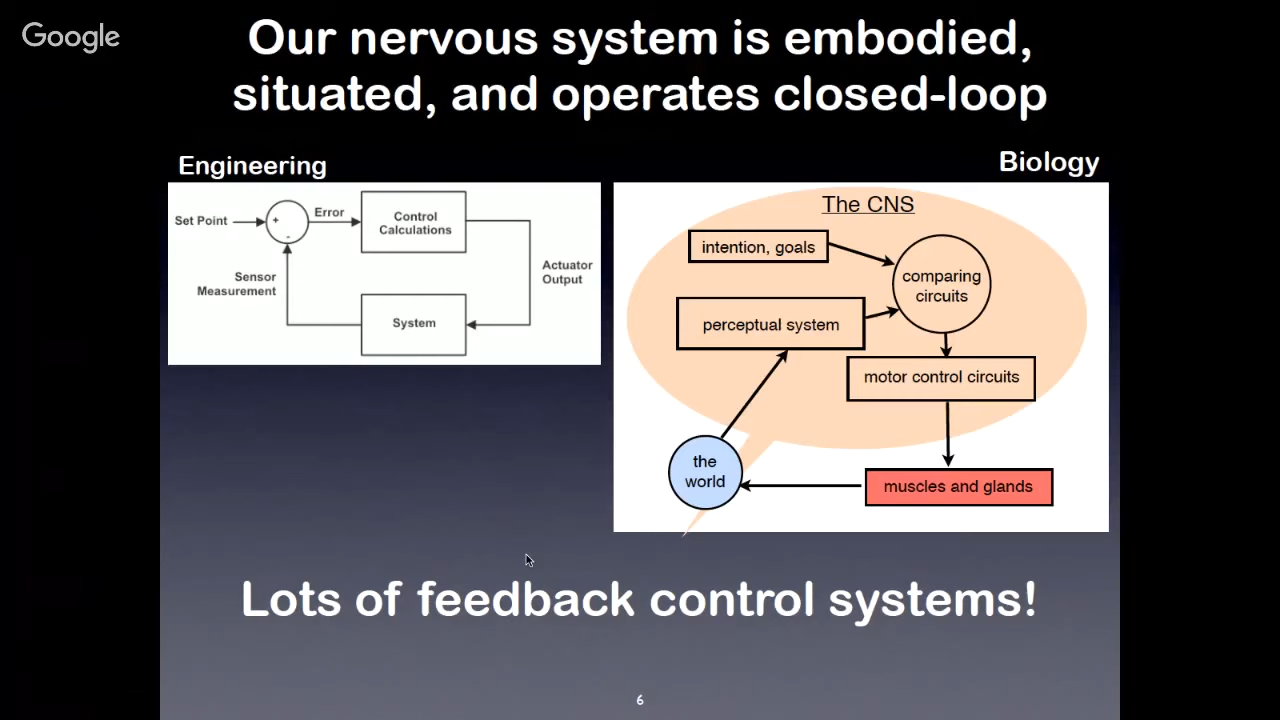 Google
Our nervous system is embodied,
situated, and operates closed-loop
Engineering
Set Point
+
-
Error
Control
Calculations
Sensor
Measurement
Actuator
Output
System
Biology
The CNS
intention, goals
comparing
circuits
perceptual system
motor control circuits
the
world
muscles and glands
Lots of feedback control systems!
6